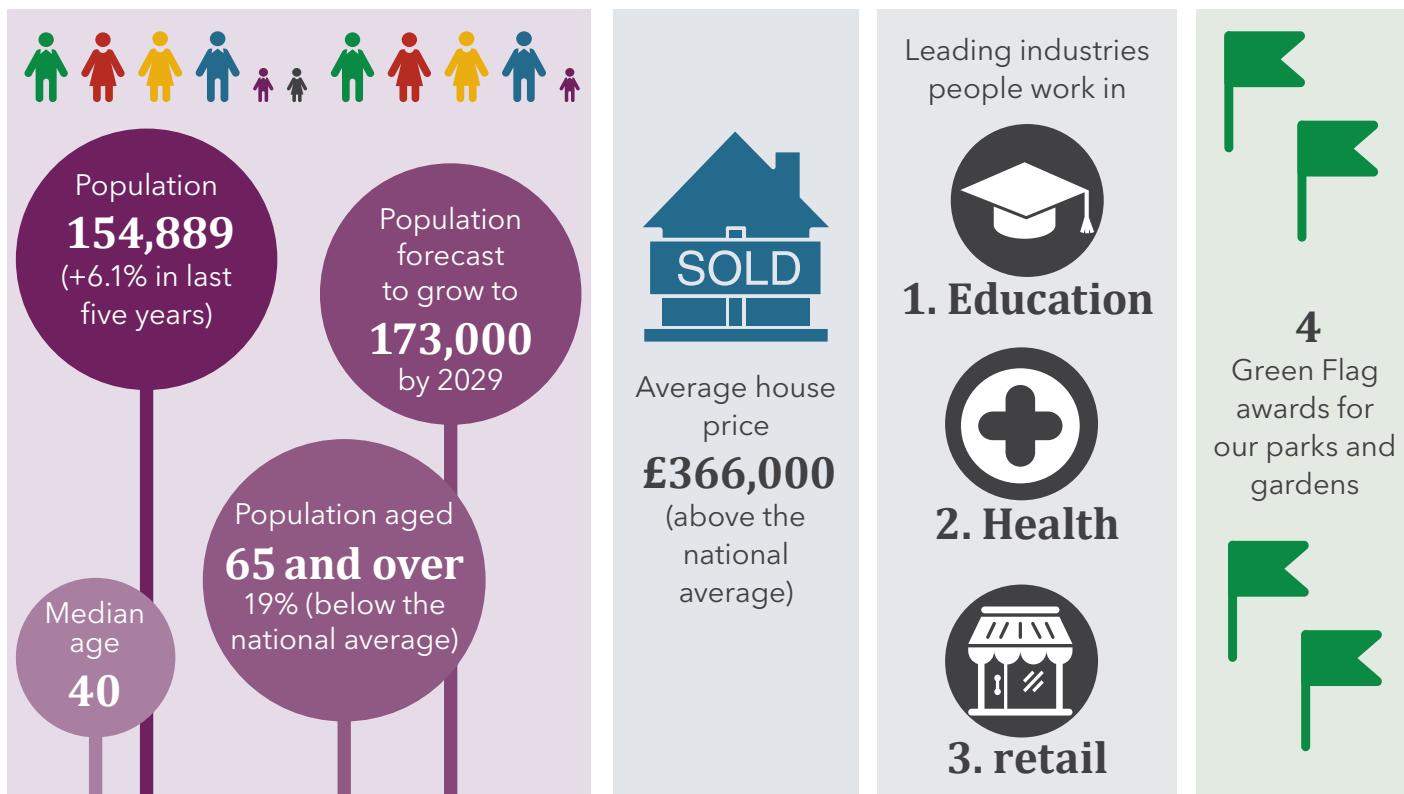 Population
154,889
(+6.1% in last
five years)
Population
forecast
to grow to
173,000
by 2029
Population aged
65 and over
19% (below the
national average)
Median
age
40
SOLD
Average house
price
£366,000
(above the
national
average)
Leading industries
people work in
1. Education
2. Health
3. retail
4
Green Flag
awards for
our parks and
gardens